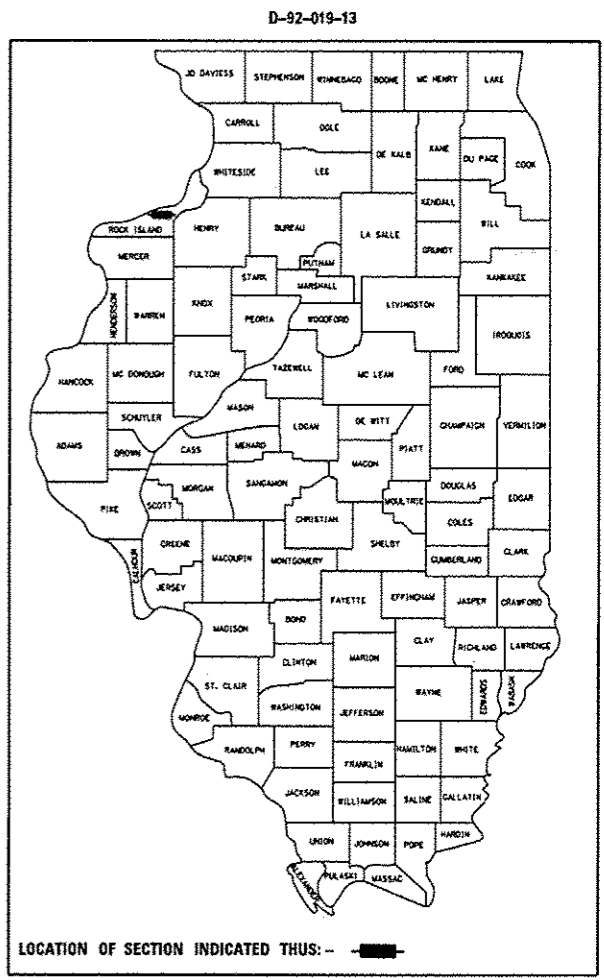 D-92-019-13
JO DAVIESS STEPHENSON WINNEBAGO BOONE MC HENRY LAKE
CARROLL OGLE
DE KALB KANE
DU PAGE COOK
WHITESIDE LEE
KENDALL
ROCK ISLAND HENRY BUREAU LA SALLE GRUNDY WILL
MERCER
PUTNAM
STARK
MARSHALL
KANKAKEE
HENDERSON WARREN KNOX PEORIA WOODFORD LIVINGSTON
IROQUOIS
HANCOCK MC DONOUGH FULTON TAZEWELL MC LEAN FORD
MASON
SCHUYLER
LOGAN DE WITT CHAMPAIGN VERMILION
ADAMS BROWN CASS MENARD PIATT
MACON
MORGAN SANGAMON
DOUGLAS
PIKE SCOTT MOULTRIE EDGAR
CHRISTIAN COLES
GREENE MACOUPIN SHELBY
CALHOUN MONTGOMERY CUMBERLAND CLARK
JERSEY
FAYETTE EFFINGHAM JASPER CRAWFORD
MADISON BOND
CLAY RICHLAND LAWRENCE
CLINTON MARION
ST. CLAIR WAYNE EDWARDS WABASH
WASHINGTON JEFFERSON
MONROE
RANDOLPH PERRY HAMILTON WHITE
FRANKLIN
JACKSON WILLIAMSON SALINE GALLATIN
UNION JOHNSON POPE HARDIN
ALEXANDER PULASKI MASSAC
LOCATION OF SECTION INDICATED THUS: -